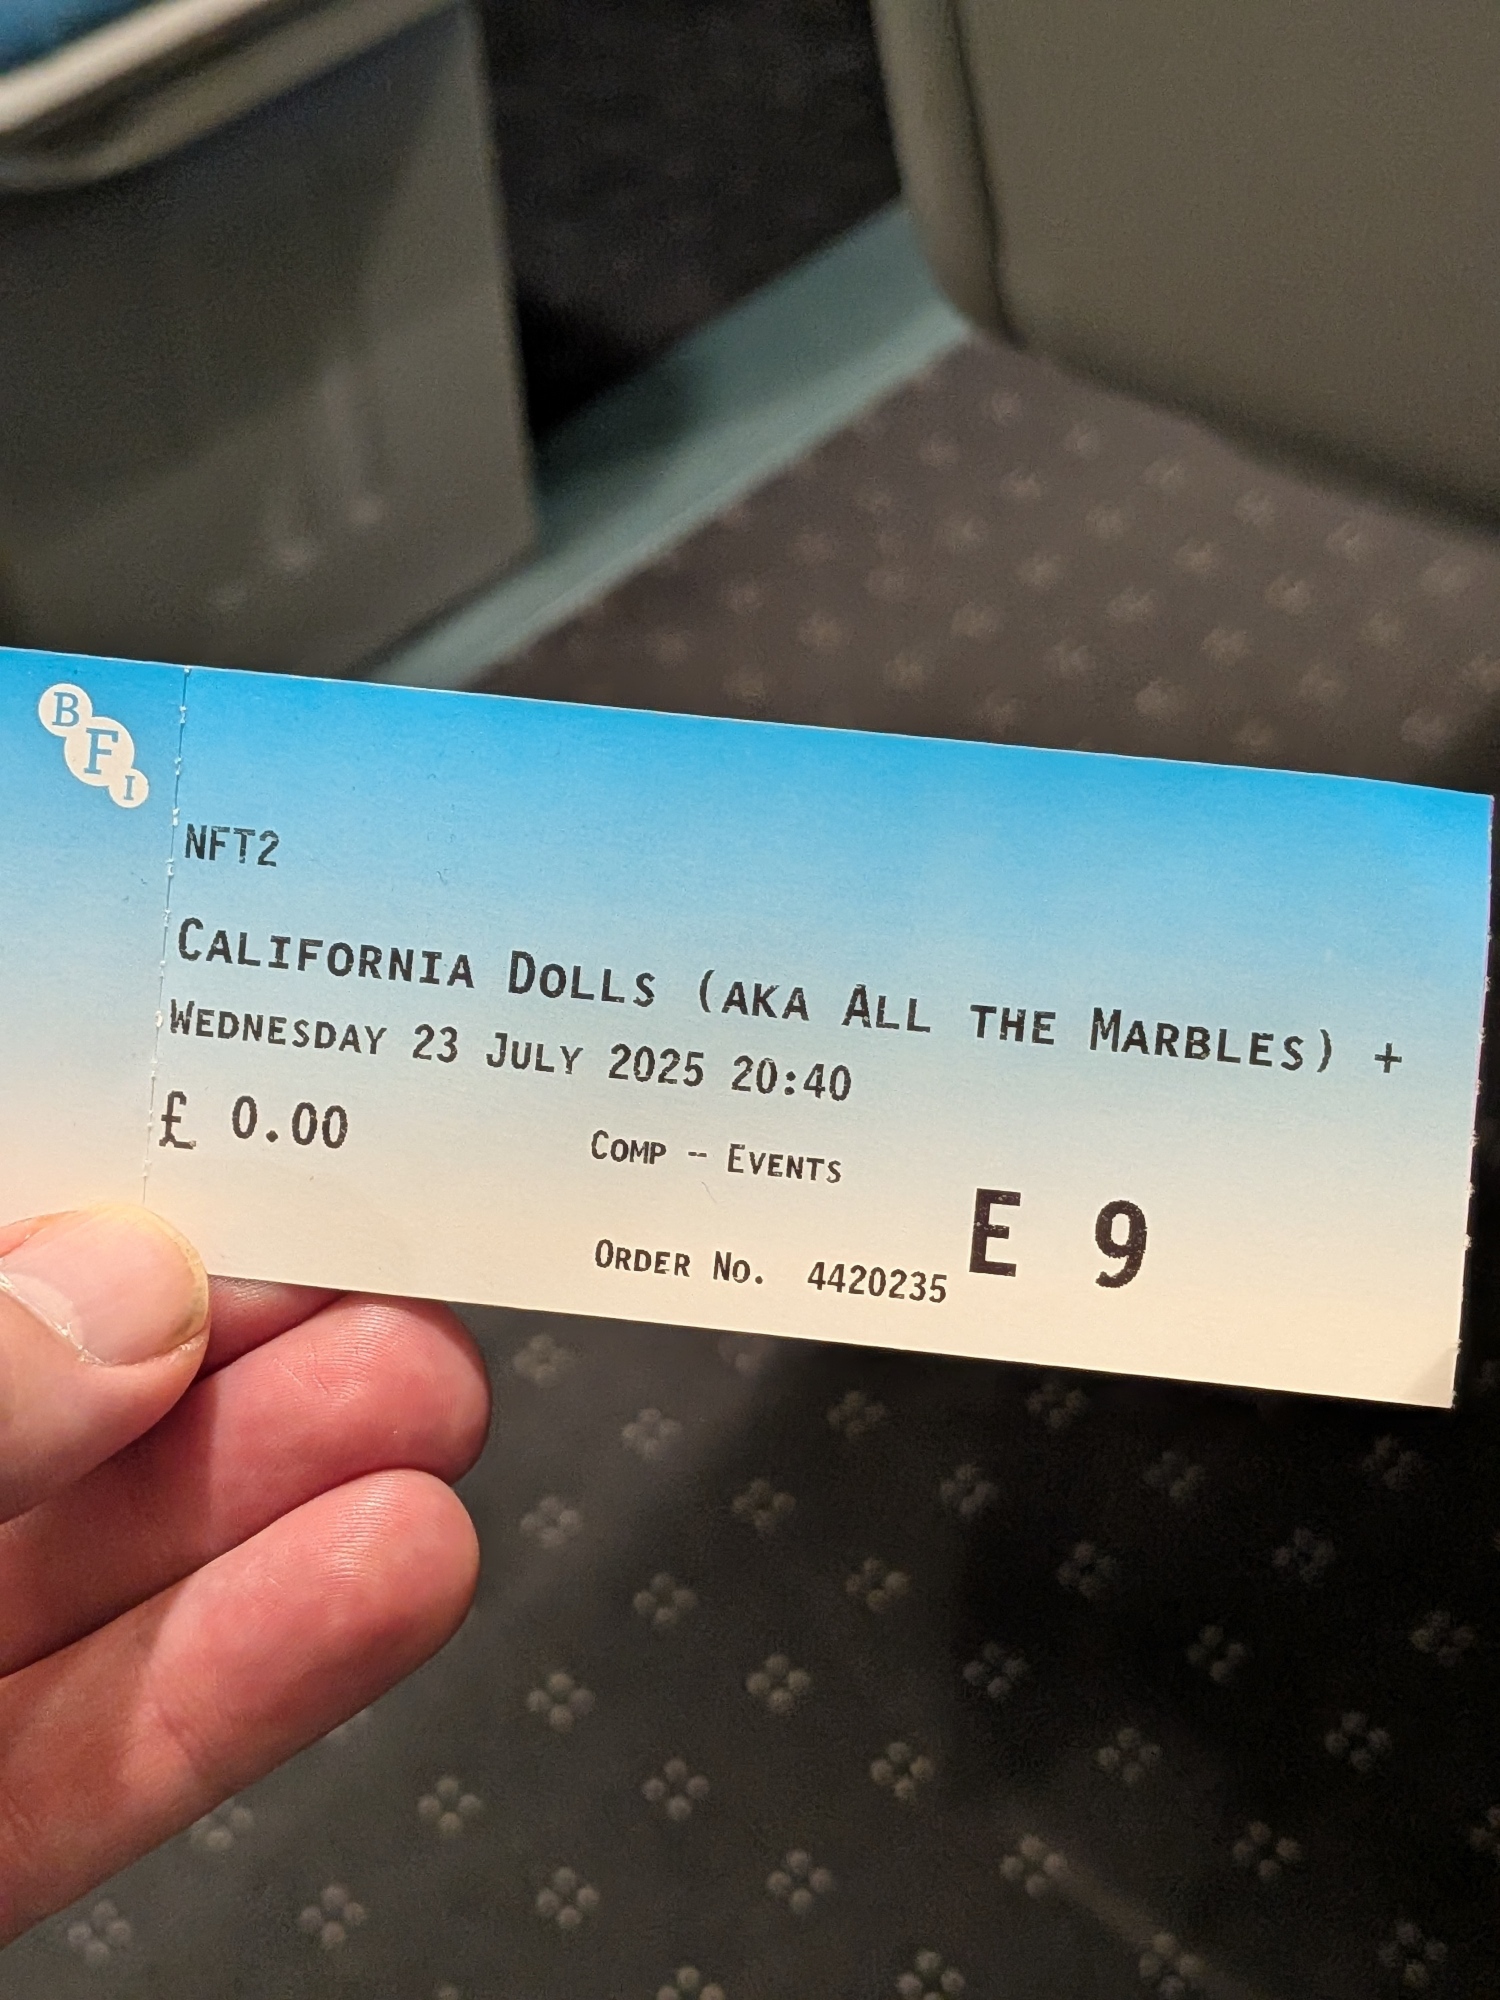 BFI
NFT2
California Dolls (aka All the Marbles) +
Wednesday 23 July 2025 20:40
£ 0.00
Comp - Events
E 9
Order No. 4420235